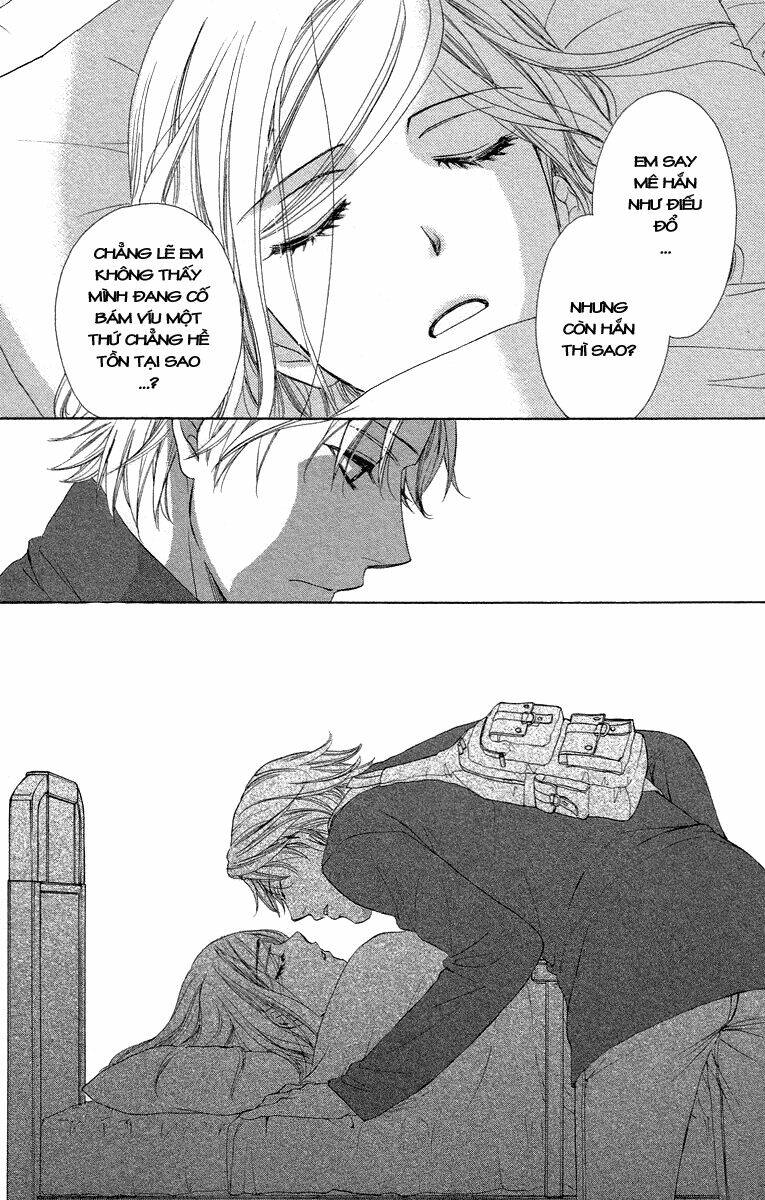 EM SAY
MÊ HẮN
NHƯ ĐIẾU
ĐỔ
...
NHƯNG
CÒN HẮN
THÌ SAO?
CHẲNG LẼ EM
KHÔNG THẤY
MÌNH ĐANG CỐ
BÁM VÍU MỘT
THỨ CHẲNG HỀ
TỒN TẠI SAO
...?